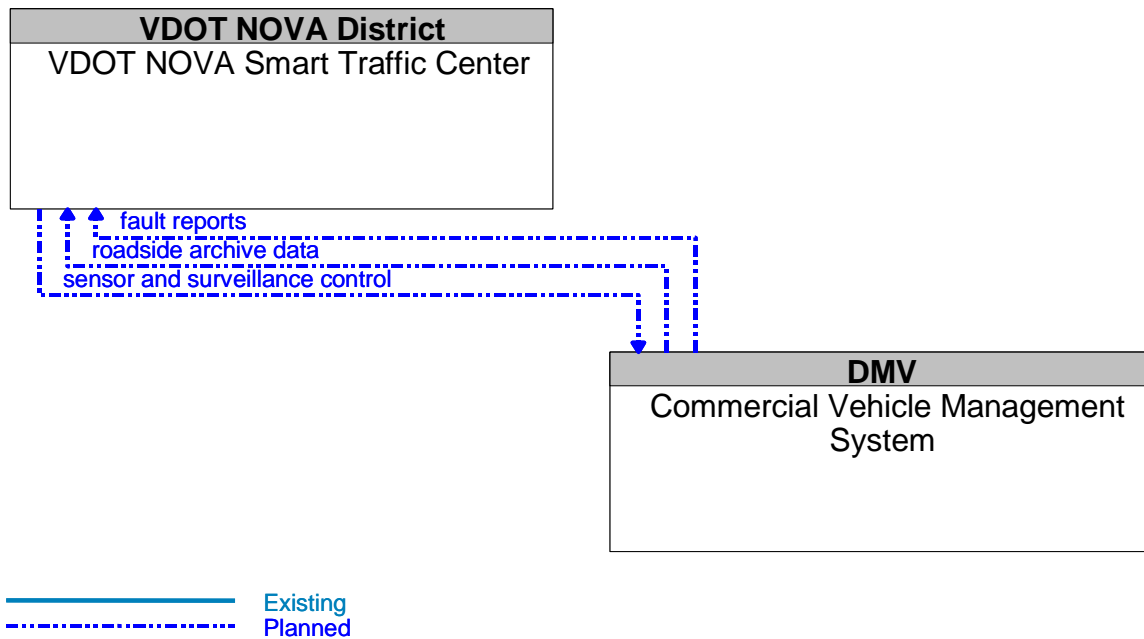 VDOT NOVA District
VDOT NOVA Smart Traffic Center
fault reports
roadside archive data
sensor and surveillance control
DMV
Commercial Vehicle Management
System
Existing
Planned